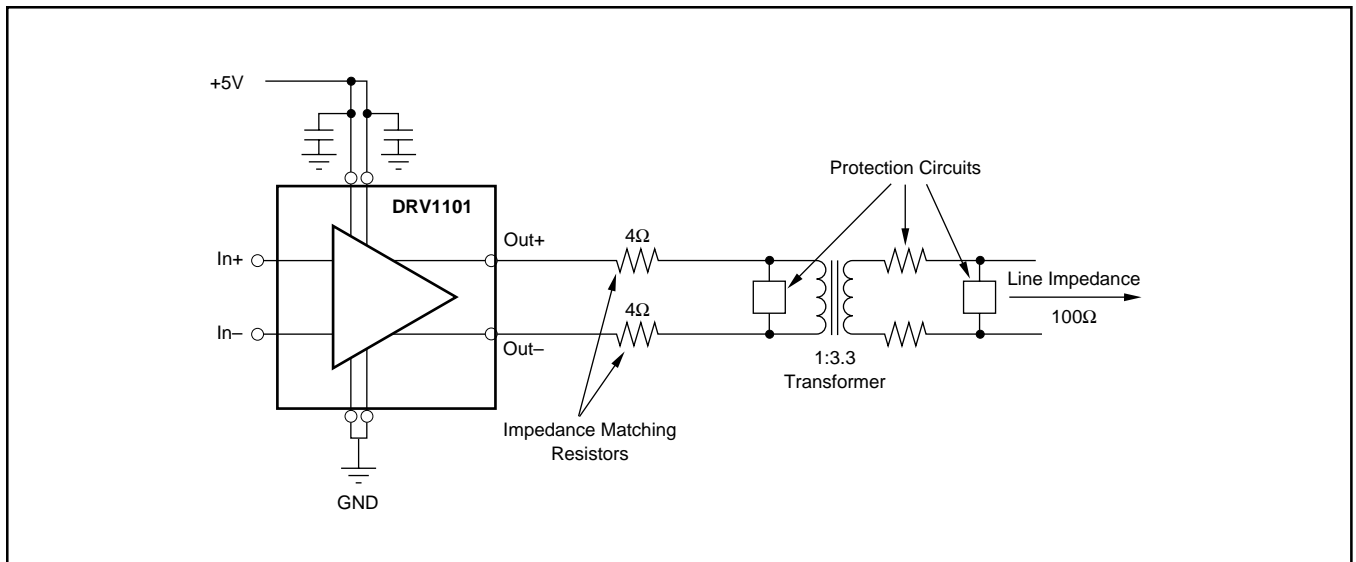 +5V
Protection Circuits
DRV1101
4Ω
Out+
In+
Line Impedance
100Ω
4Ω
In–
Out–
1:3.3
Transformer
Impedance Matching
Resistors
GND